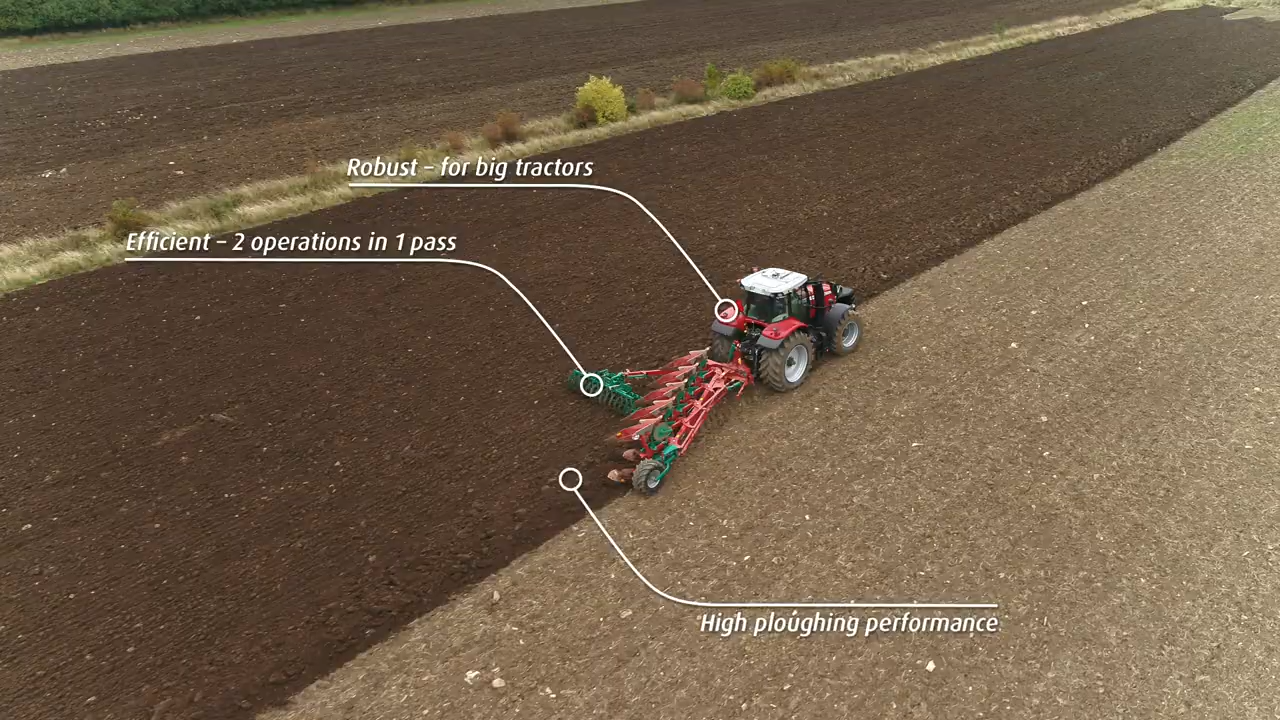 Robust – for big tractors
Efficient – 2 operations in 1 pass
High ploughing performance